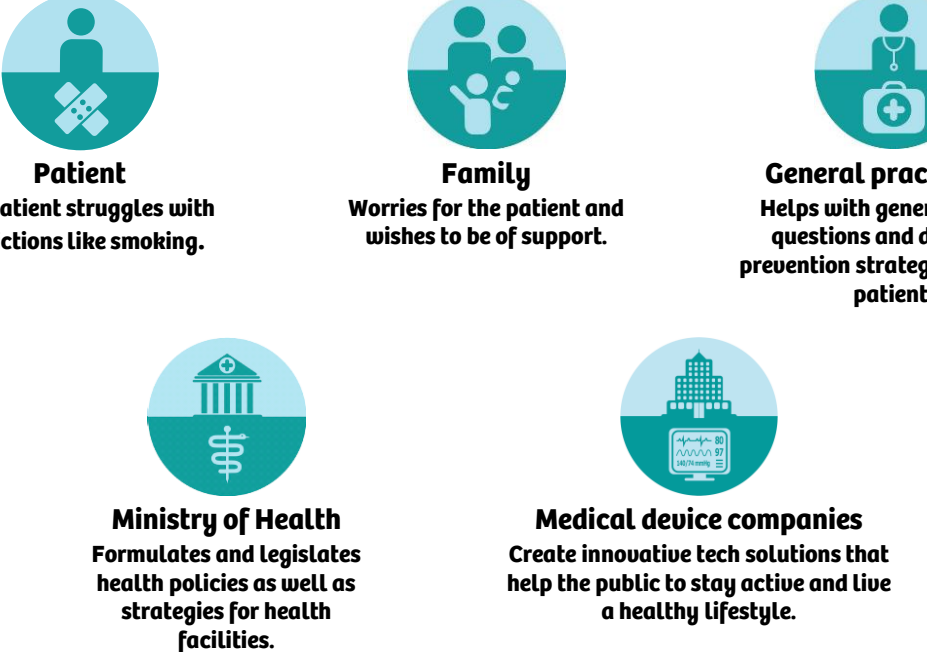 Patient
atient struggles with
ctions like smoking.
Family
Worries for the patient and
wishes to be of support.
General prac
Helps with gener
questions and d
prevention strateg
patient
80
97
140/74 mmHg
Ministry of Health
Formulates and legislates
health policies as well as
strategies for health
facilities.
Medical device companies
Create innovative tech solutions that
help the public to stay active and live
a healthy lifestyle.